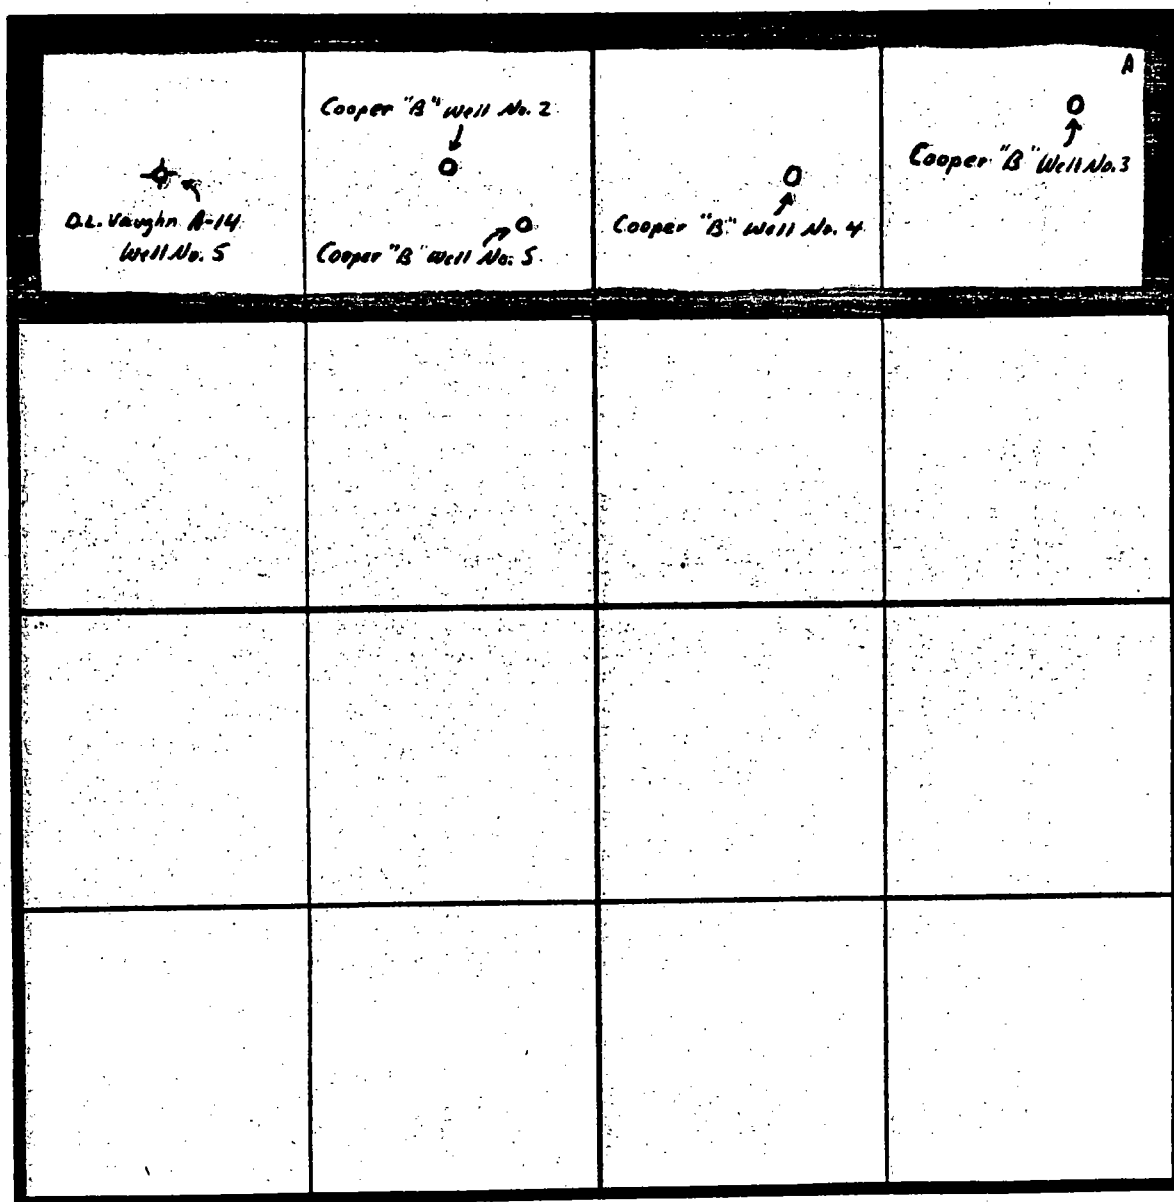 A
Cooper "B" Well No. 2
Cooper "B" Well No. 3
D.L. Vaughn A-14
Well No. 5
Cooper "B" Well No. 5
Cooper "B" Well No. 4